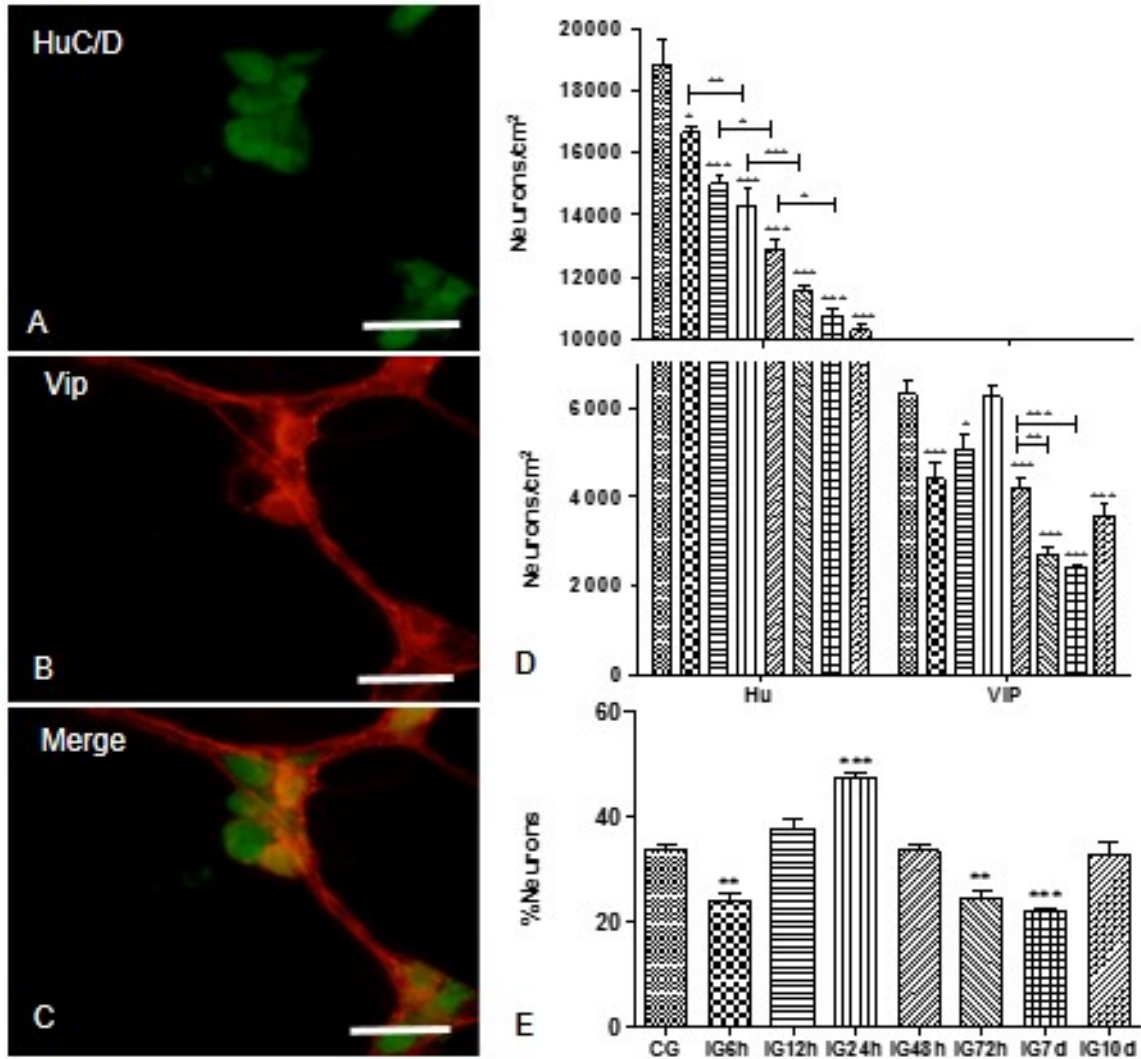 HuC/D
A
Vip
B
Merge
C
Neurons/cm²
20000
18000
16000
14000
12000
10000
** 
* * 
*** *** ***
*
*** *** *** ***
Neurons/cm²
6000
4000
2000
0
*** * *** ** *** *** *** ***
D
Hu VIP
%Neurons
60
40
20
0
** *** ** ***
E
CG IG6h IG12h IG24h IG48h IG72h IG7d IG10d